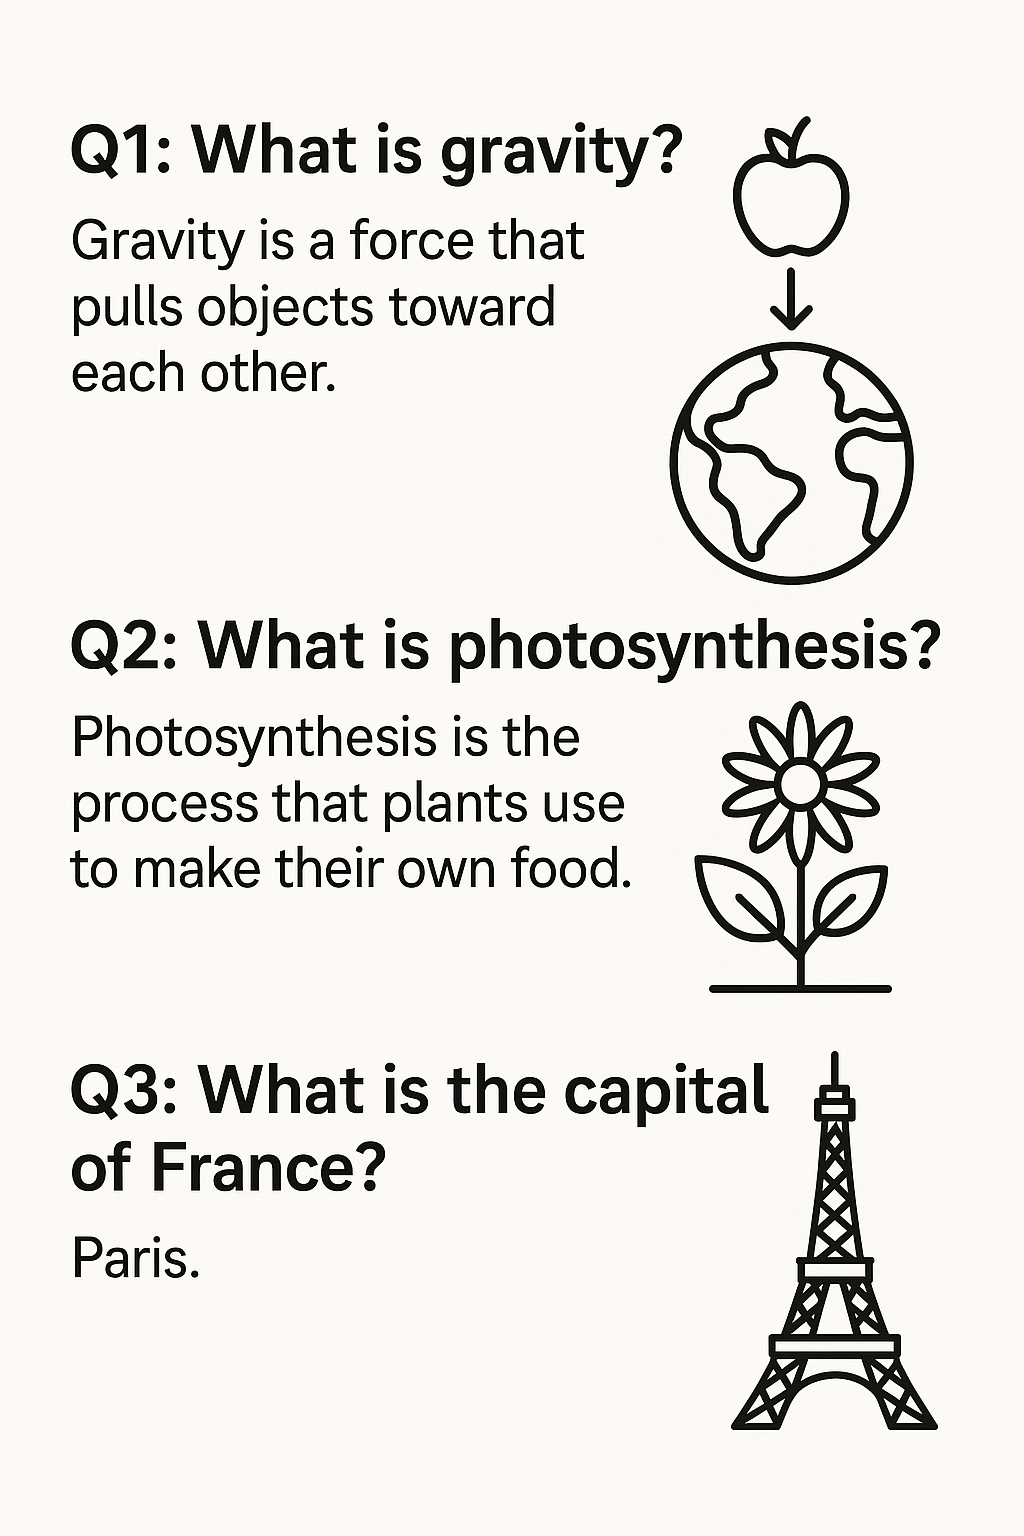 Q1: What is gravity?
Gravity is a force that
pulls objects toward
each other.
Q2: What is photosynthesis?
Photosynthesis is the
process that plants use
to make their own food.
Q3: What is the capital
of France?
Paris.